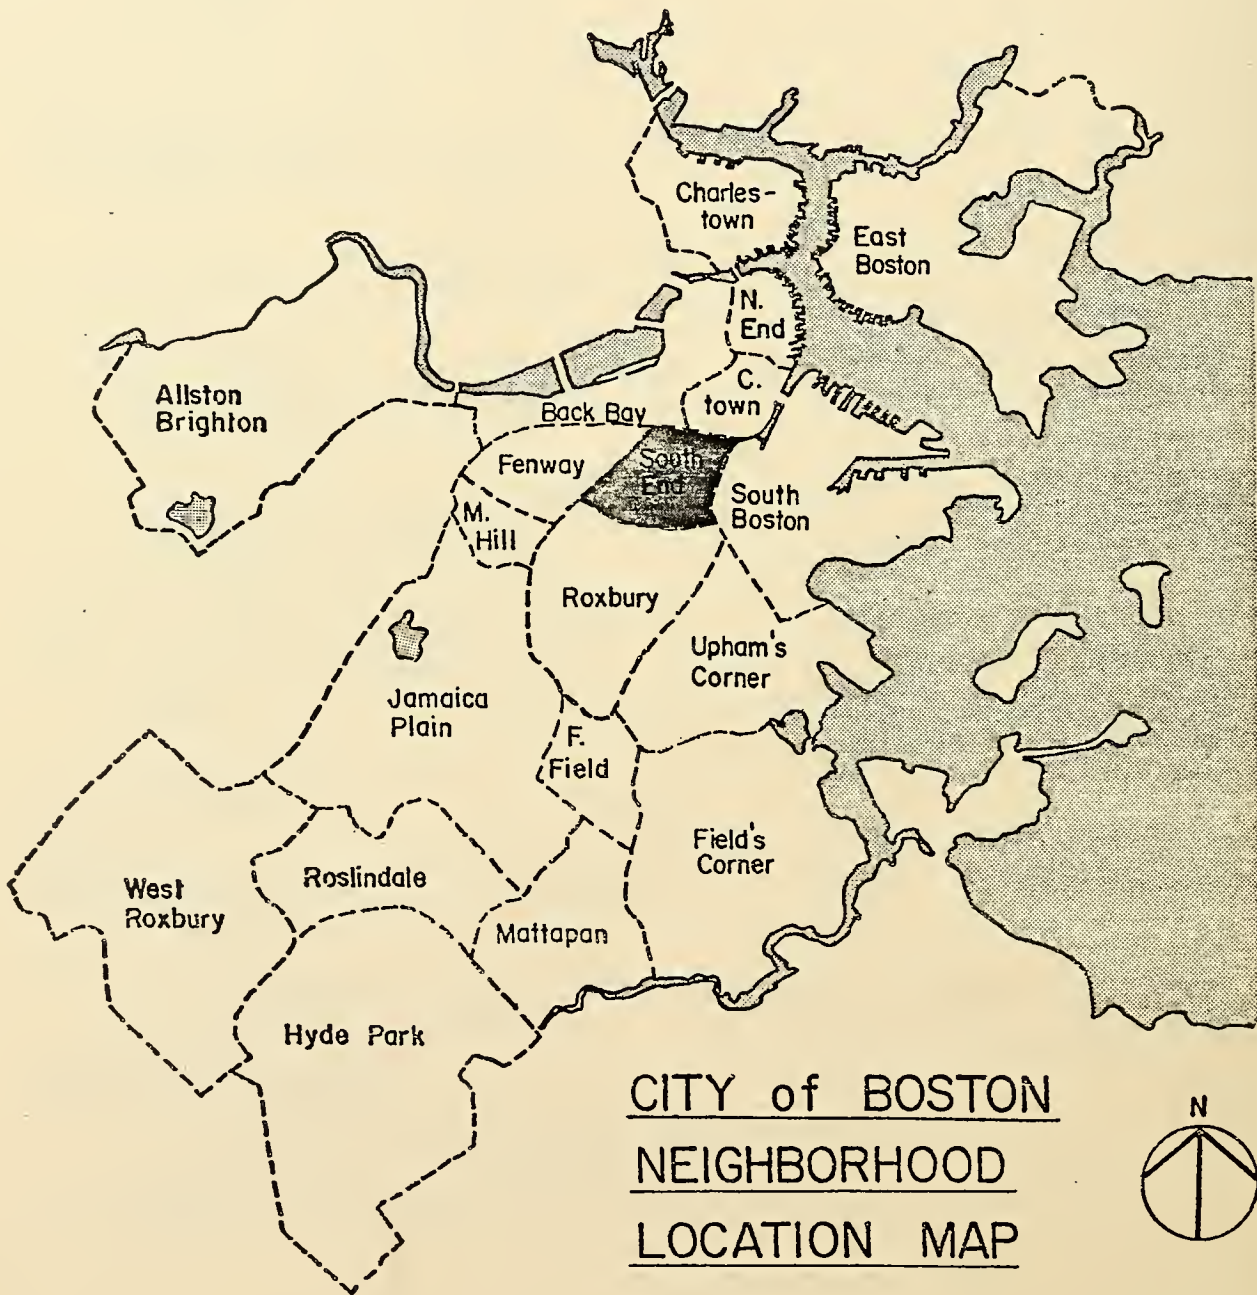 Charles-
town
East
Boston
N.
End
C.
town
Allston
Brighton
Back Bay
Fenway
South
End
South
Boston
M.
Hill
Roxbury
Upham's
Corner
Jamaica
Plain
F.
Field
Field's
Corner
Roslindale
West
Roxbury
Mattapan
Hyde Park
CITY of BOSTON
NEIGHBORHOOD
LOCATION MAP
N